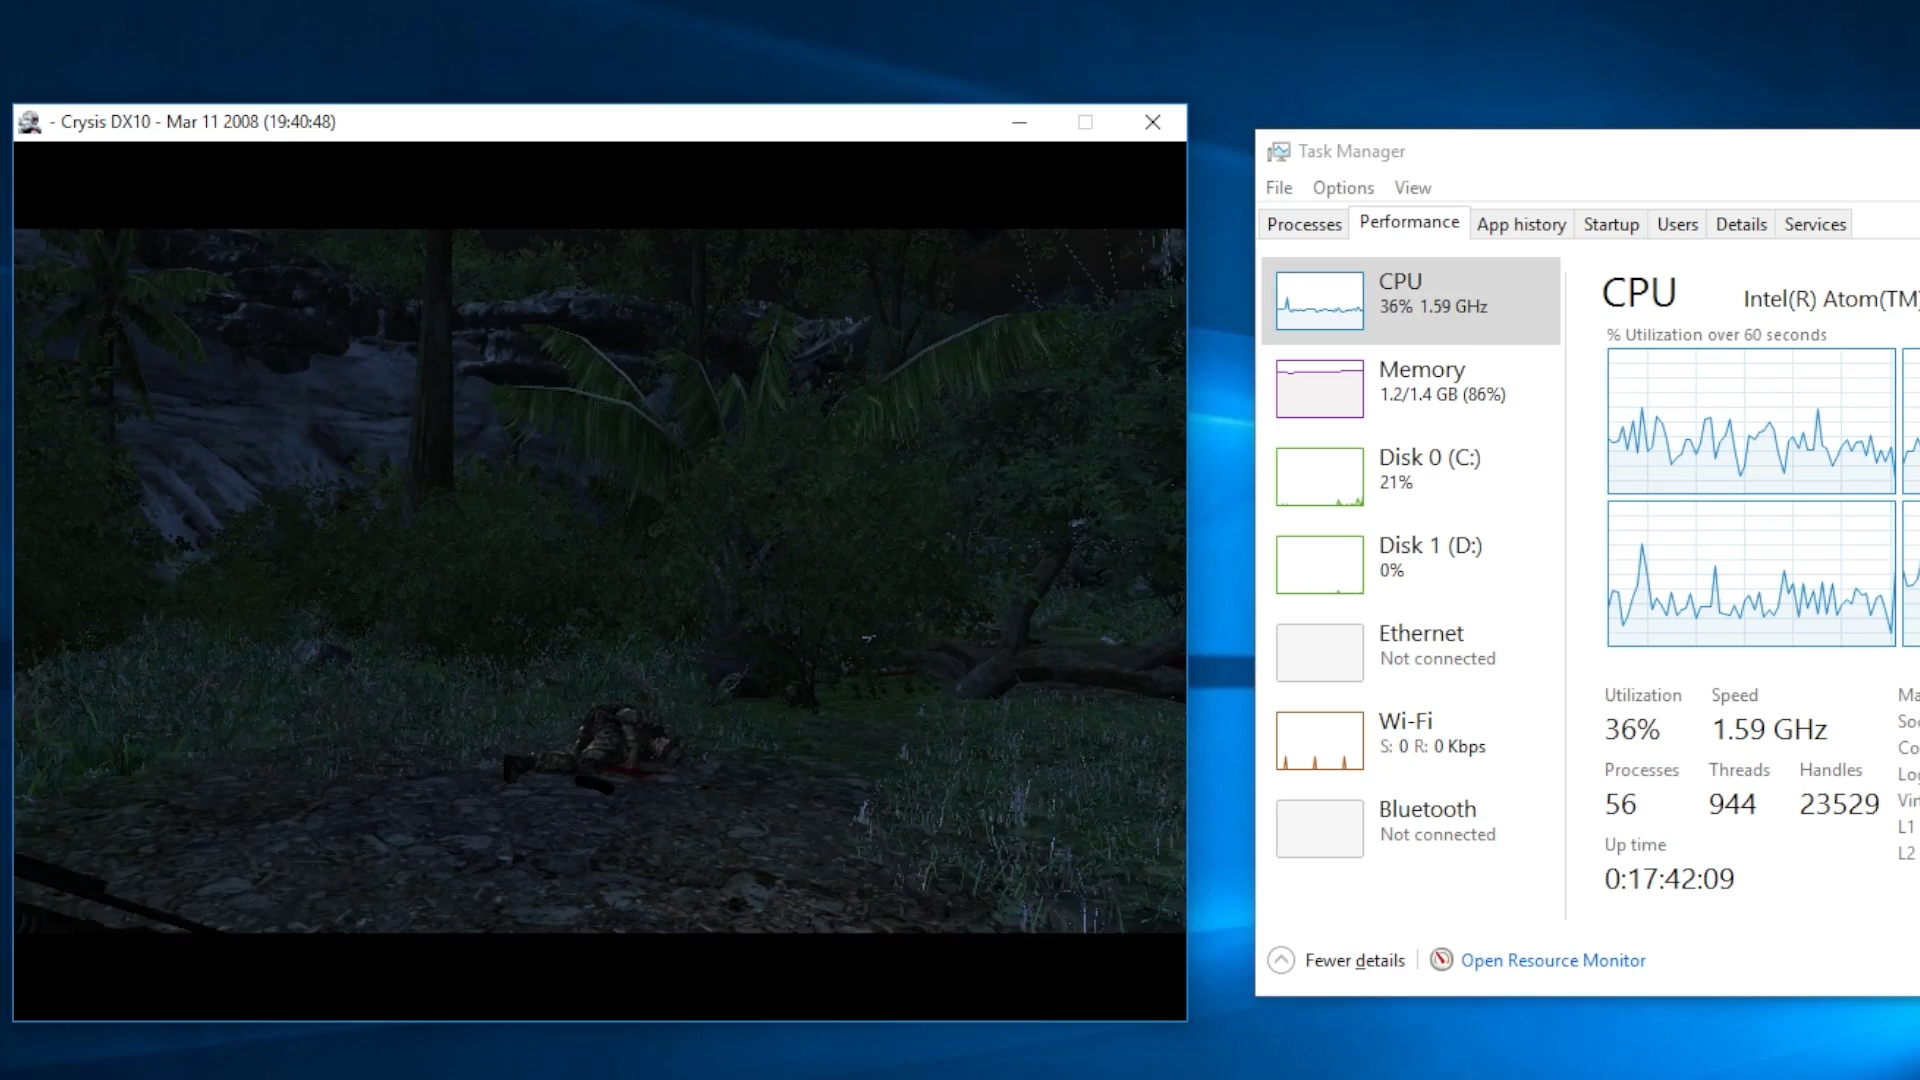 - Crysis DX10 - Mar 11 2008 (19:40:48)
Task Manager
File Options View
Processes Performance App history Startup Users Details Services
CPU
36% 1.59 GHz
Memory
1.2/1.4 GB (86%)
Disk 0 (C:)
21%
Disk 1 (D:)
0%
Ethernet
Not connected
Wi-Fi
S: 0 R: 0 Kbps
Bluetooth
Not connected
CPU Intel(R) Atom(TM)
% Utilization over 60 seconds
Utilization Speed
36% 1.59 GHz
Processes Threads Handles
56 944 23529
Up time
0:17:42:09
L1
L2
Fewer details Open Resource Monitor